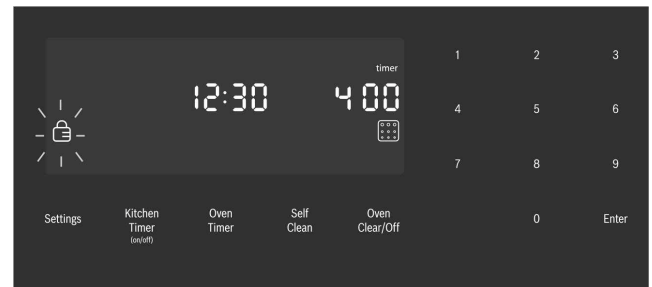 timer
12:30
4 00
1 2 3
4 5 6
7 8 9
0 Enter
Settings
Kitchen
Timer
(on/off)
Oven
Timer
Self
Clean
Oven
Clear/Off